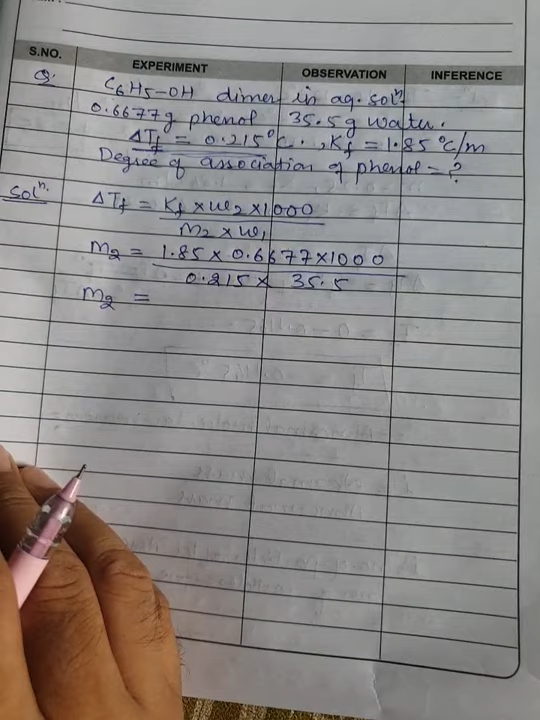 S.NO. EXPERIMENT OBSERVATION INFERENCE
Q. C6H5-OH dimer in aq. solⁿ.
0.6677g phenol 35.5g water.
ΔTf = 0.215°C. , Kf = 1.85 °C/m
Degree of association of phenol = ?
Solⁿ. ΔTf = Kf × w2 × 1000
M2 × w1
M2 = 1.85 × 0.6677 × 1000
0.215 × 35.5
M2 =